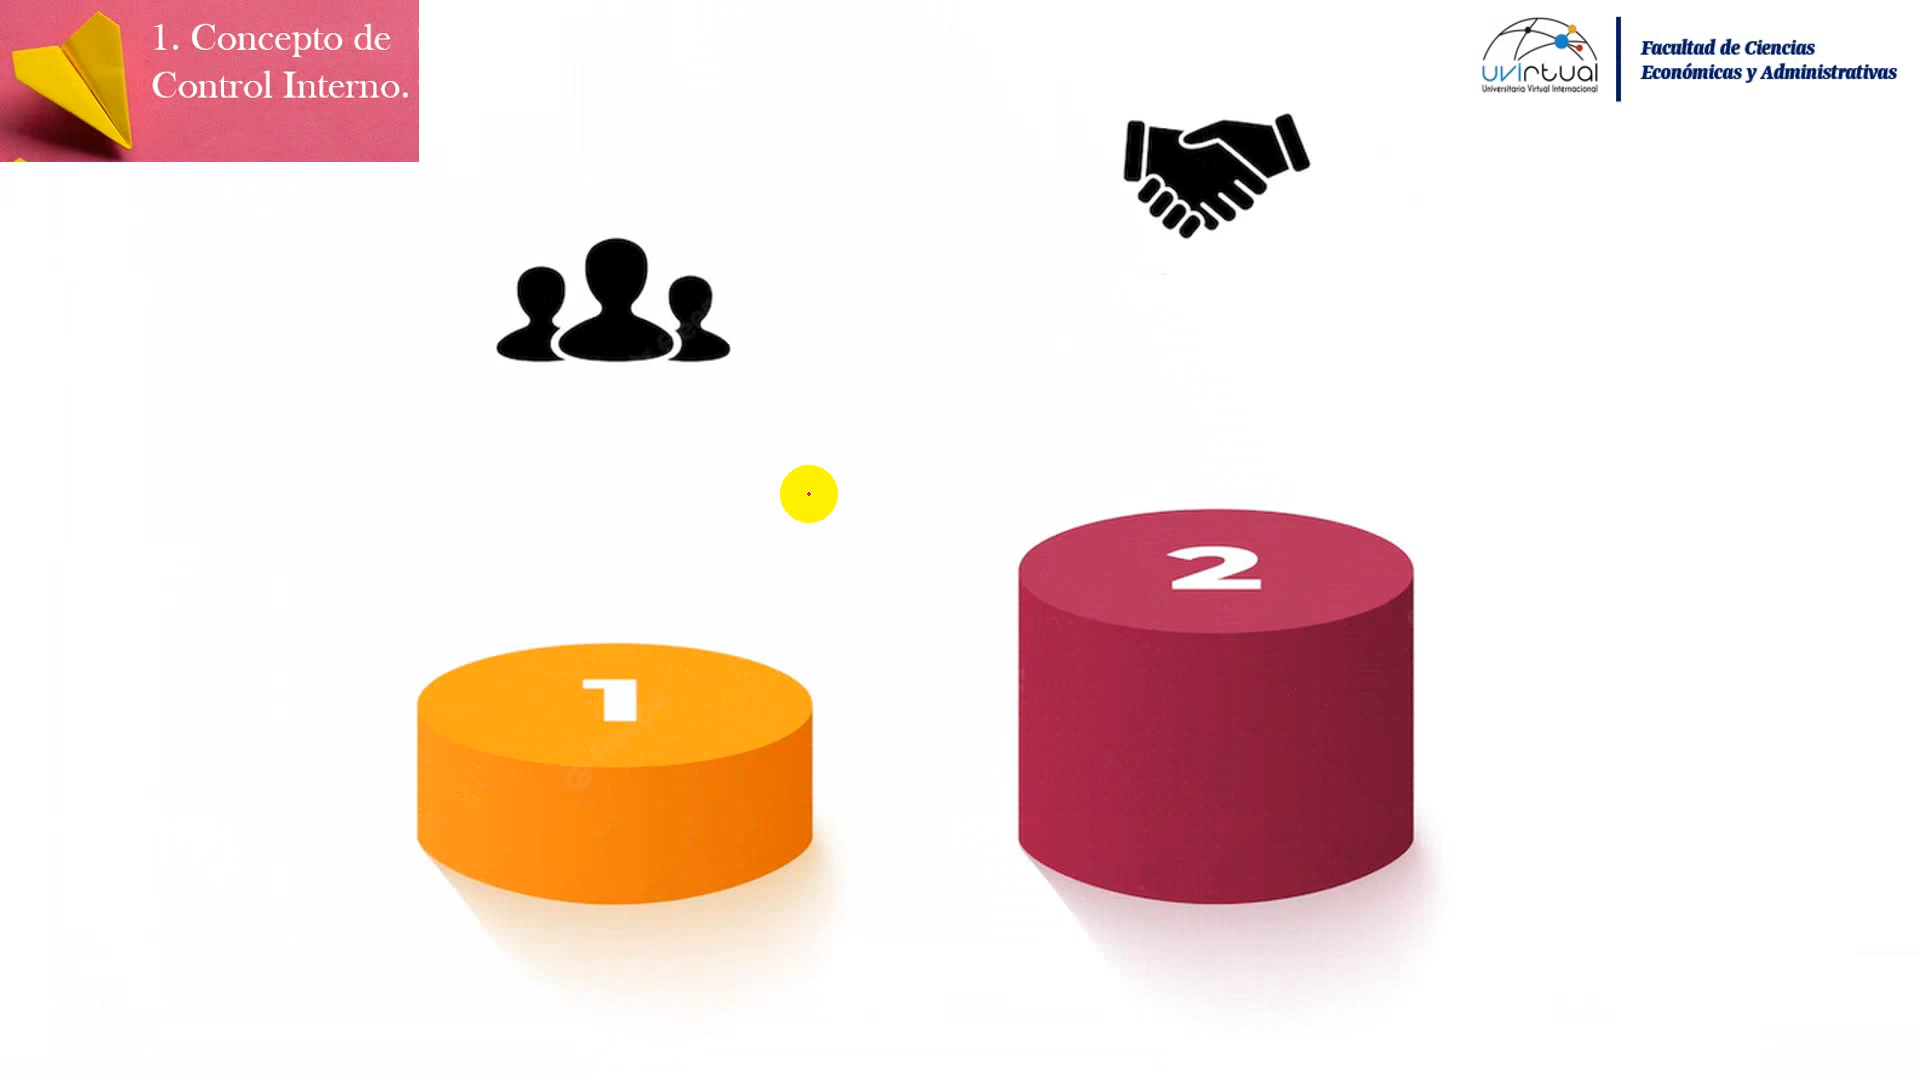 1. Concepto de
Control Interno.
uvirtual
Universitaria Virtual Internacional
Facultad de Ciencias
Económicas y Administrativas
1
2